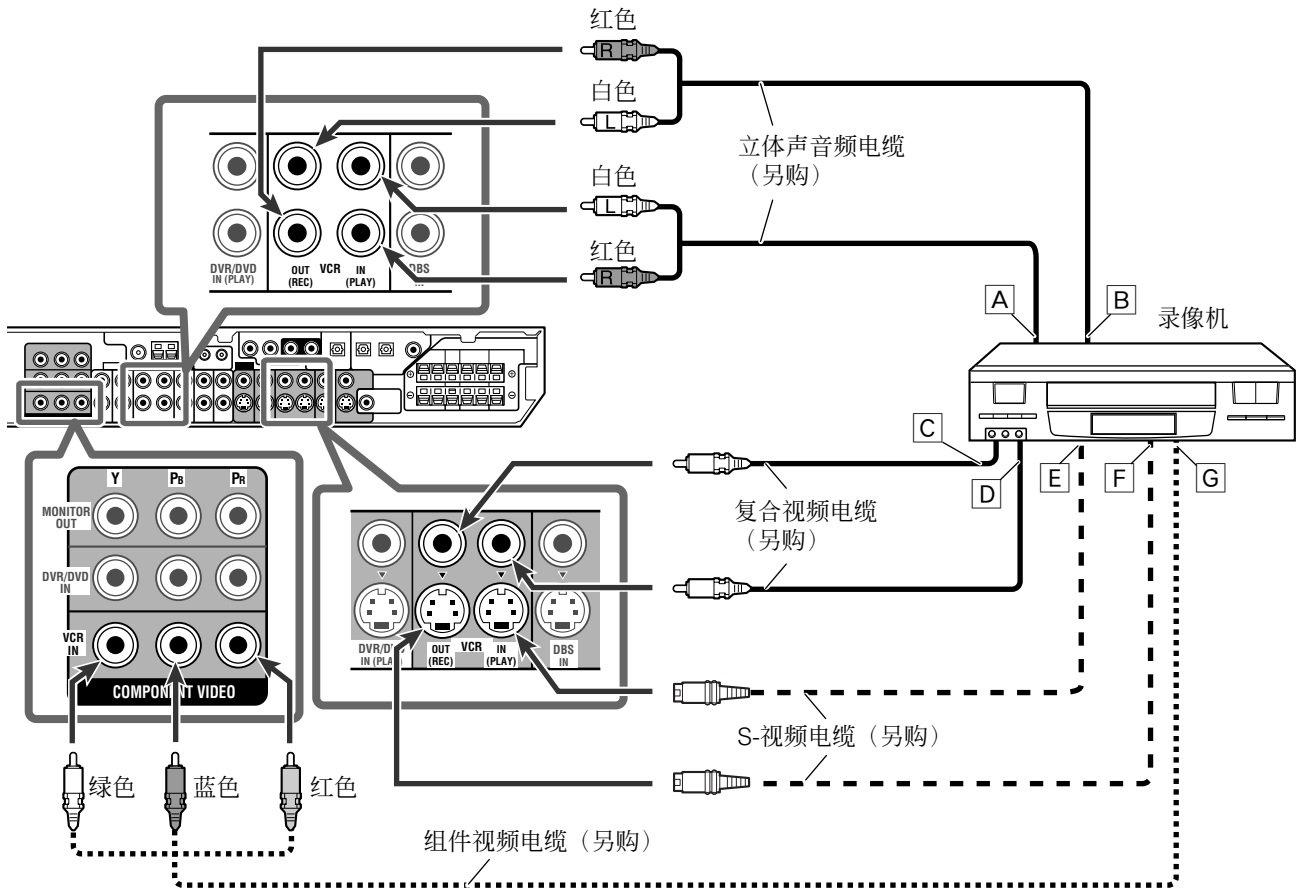 红色
R
白色
L
立体声音频电缆
（另购）
白色
L
红色
R
DVR/DVD
IN (PLAY)
OUT
(REC)
VCR
IN
(PLAY)
DBS
A
B
录像机
C
D
E
F
G
复合视频电缆
（另购）
Y
PB
PR
MONITOR
OUT
DVR/DVD
IN
VCR
IN
COMPONENT VIDEO
IN (PLAY)
OUT
(REC)
VCR
IN
(PLAY)
DBS
IN
S-视频电缆（另购）
绿色
蓝色
红色
组件视频电缆（另购）